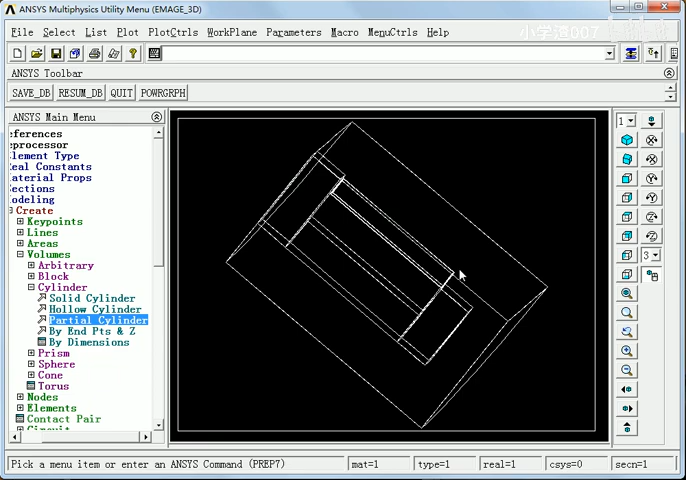 ANSYS Multiphysics Utility Menu (EMAGE_3D)
File Select List Plot PlotCtrls WorkPlane Parameters Macro MenuCtrls Help
ANSYS Toolbar
SAVE_DB RESUM_DB QUIT POWRGRPH
ANSYS Main Menu
eferences
eprocessor
lement Type
eal Constants
aterial Props
ections
odeling
Create
Keypoints
Lines
Areas
Volumes
Arbitrary
Block
Cylinder
Solid Cylinder
Hollow Cylinder
Partial Cylinder
By End Pts & Z
By Dimensions
Prism
Sphere
Cone
Torus
Nodes
Elements
Contact Pair
1
3
Pick a menu item or enter an ANSYS Command (PREP7)
mat=1
type=1
real=1
csys=0
secn=1